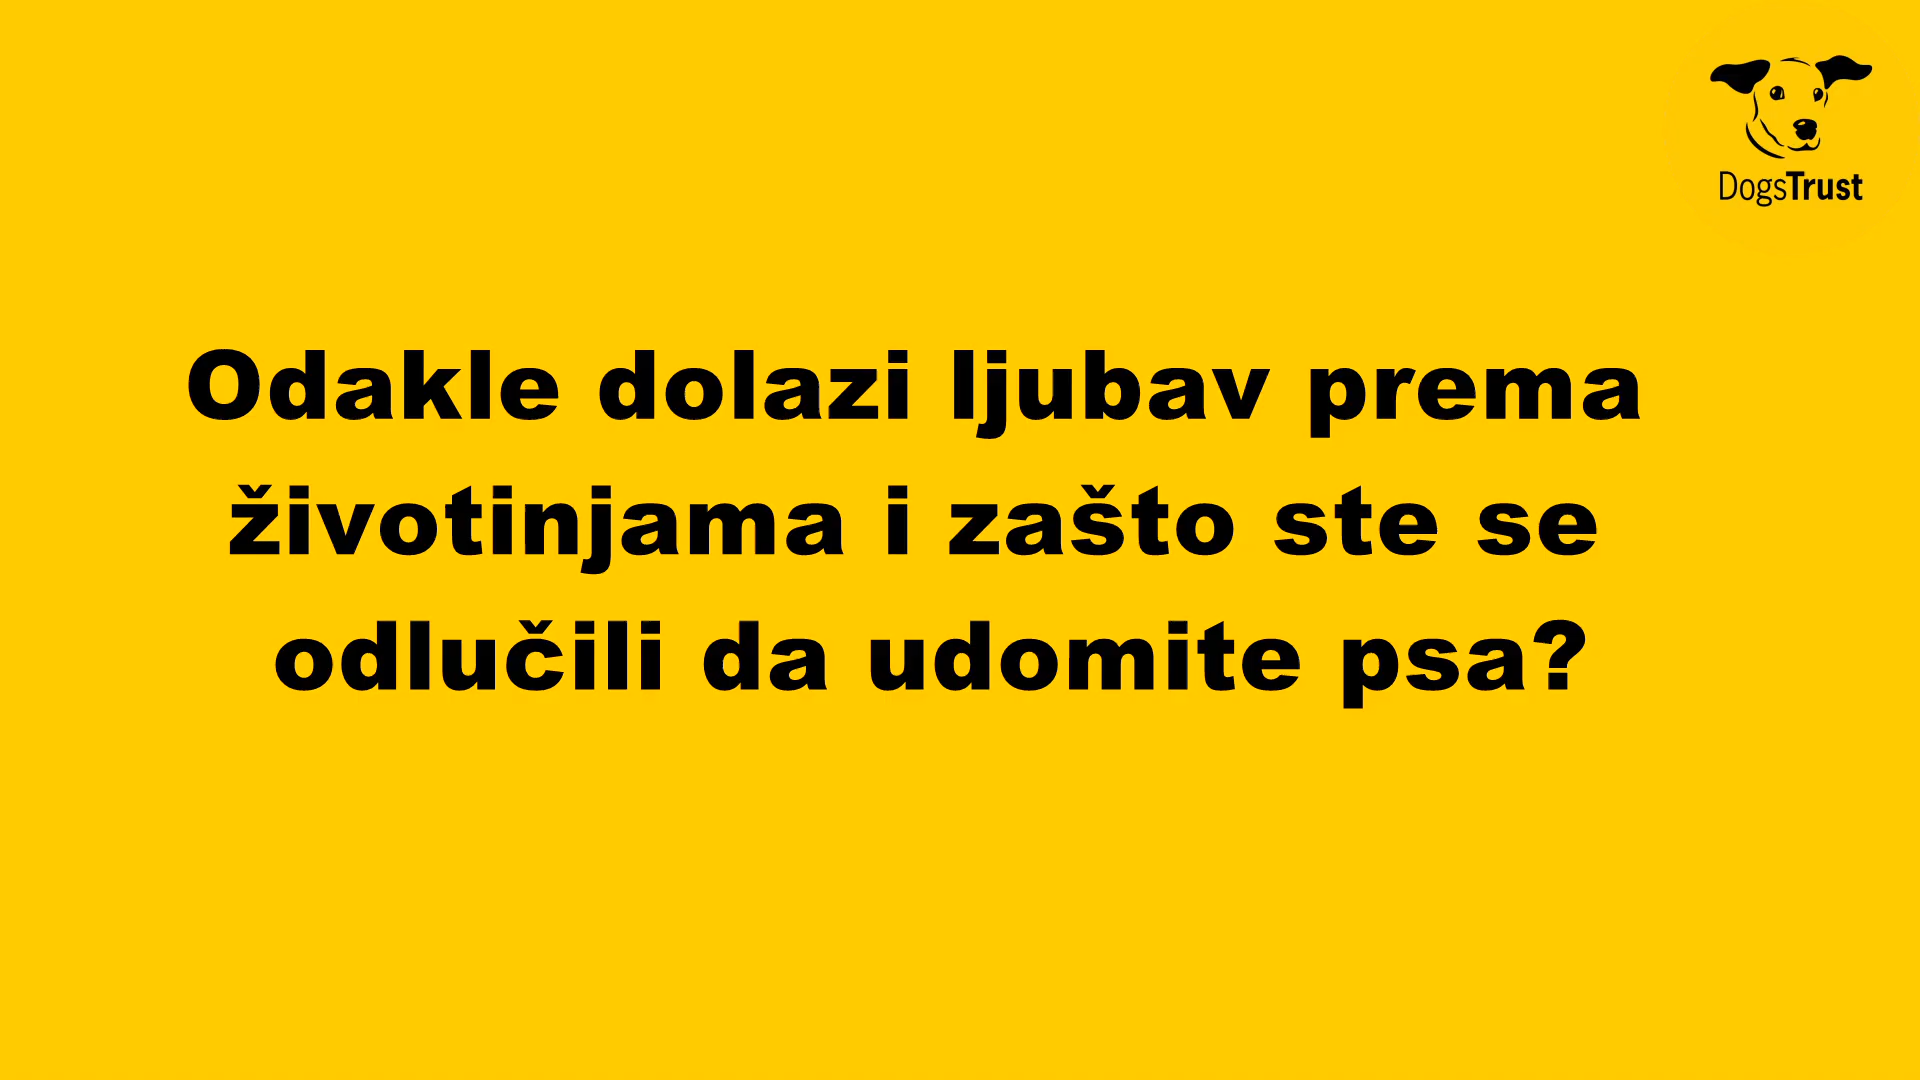 DogsTrust
Odakle dolazi ljubav prema
životinjama i zašto ste se
odlučili da udomite psa?